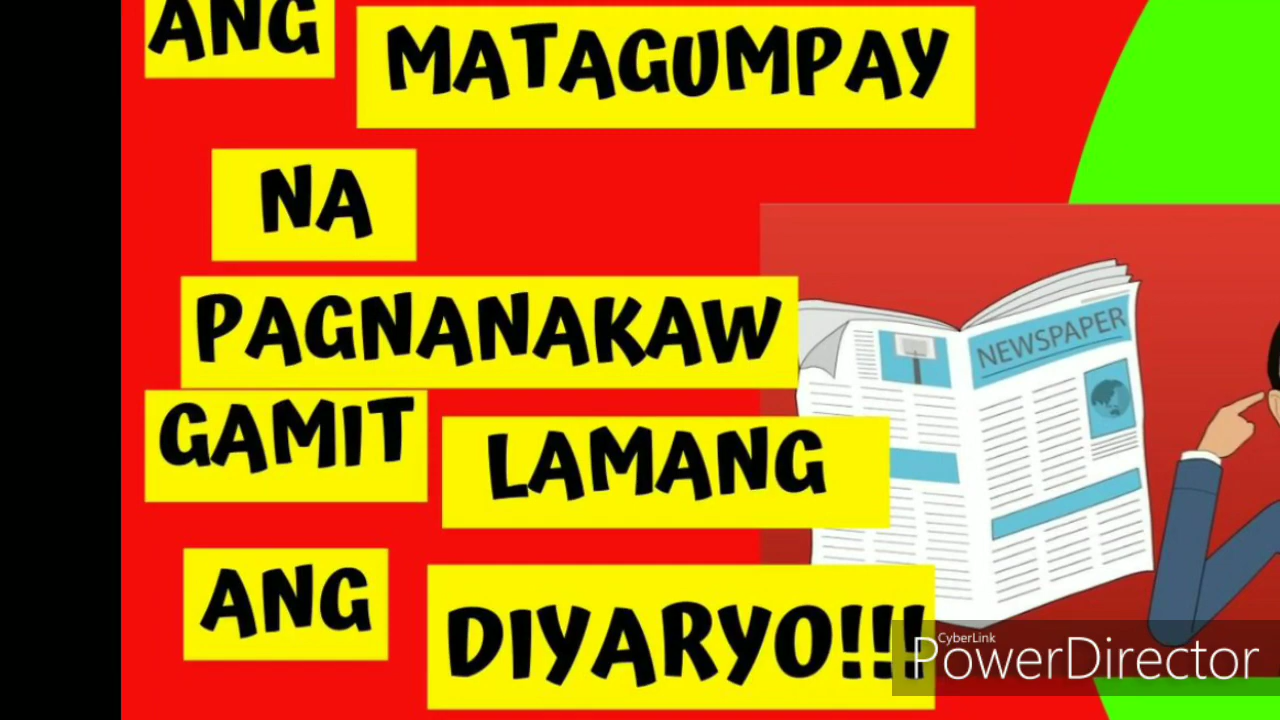 ANG MATAGUMPAY
NA
PAGNANAKAW
GAMIT LAMANG
ANG DIYARYO!!!
NEWSPAPER
CyberLink
PowerDirector